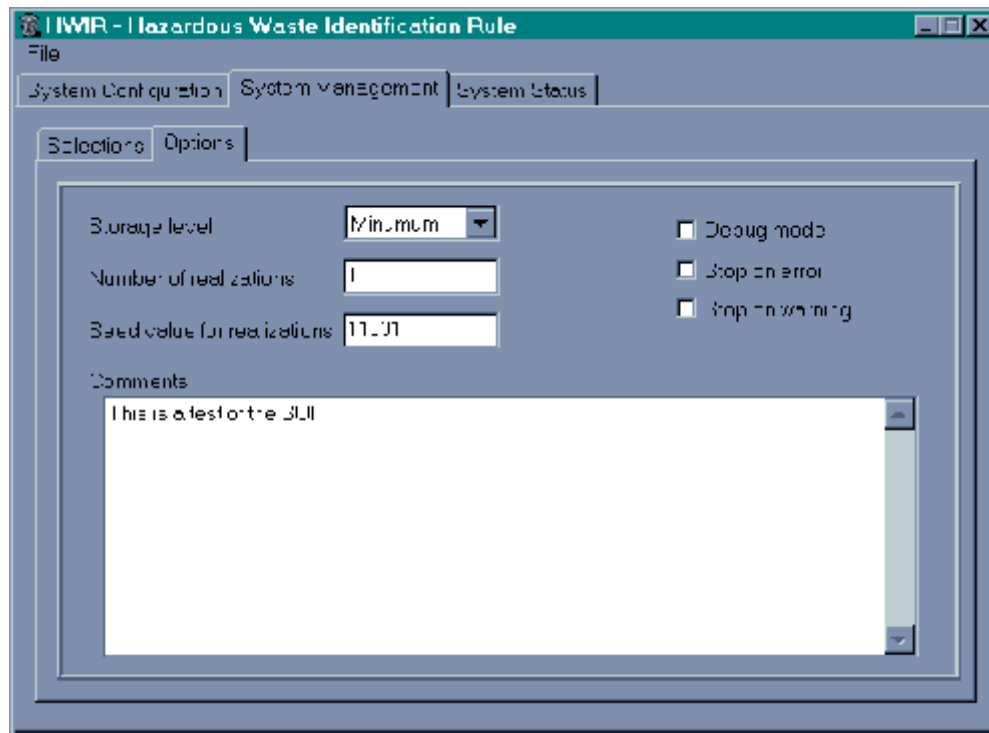 HWIR - Hazardous Waste Identification Rule
File
System Configuration System Management System Status
Selections Options
Storage level Minimum
Debug mode
Number of realizations 1
Stop on error
Seed value for realizations
Stop on warning
Comments
This is a test of the GUI